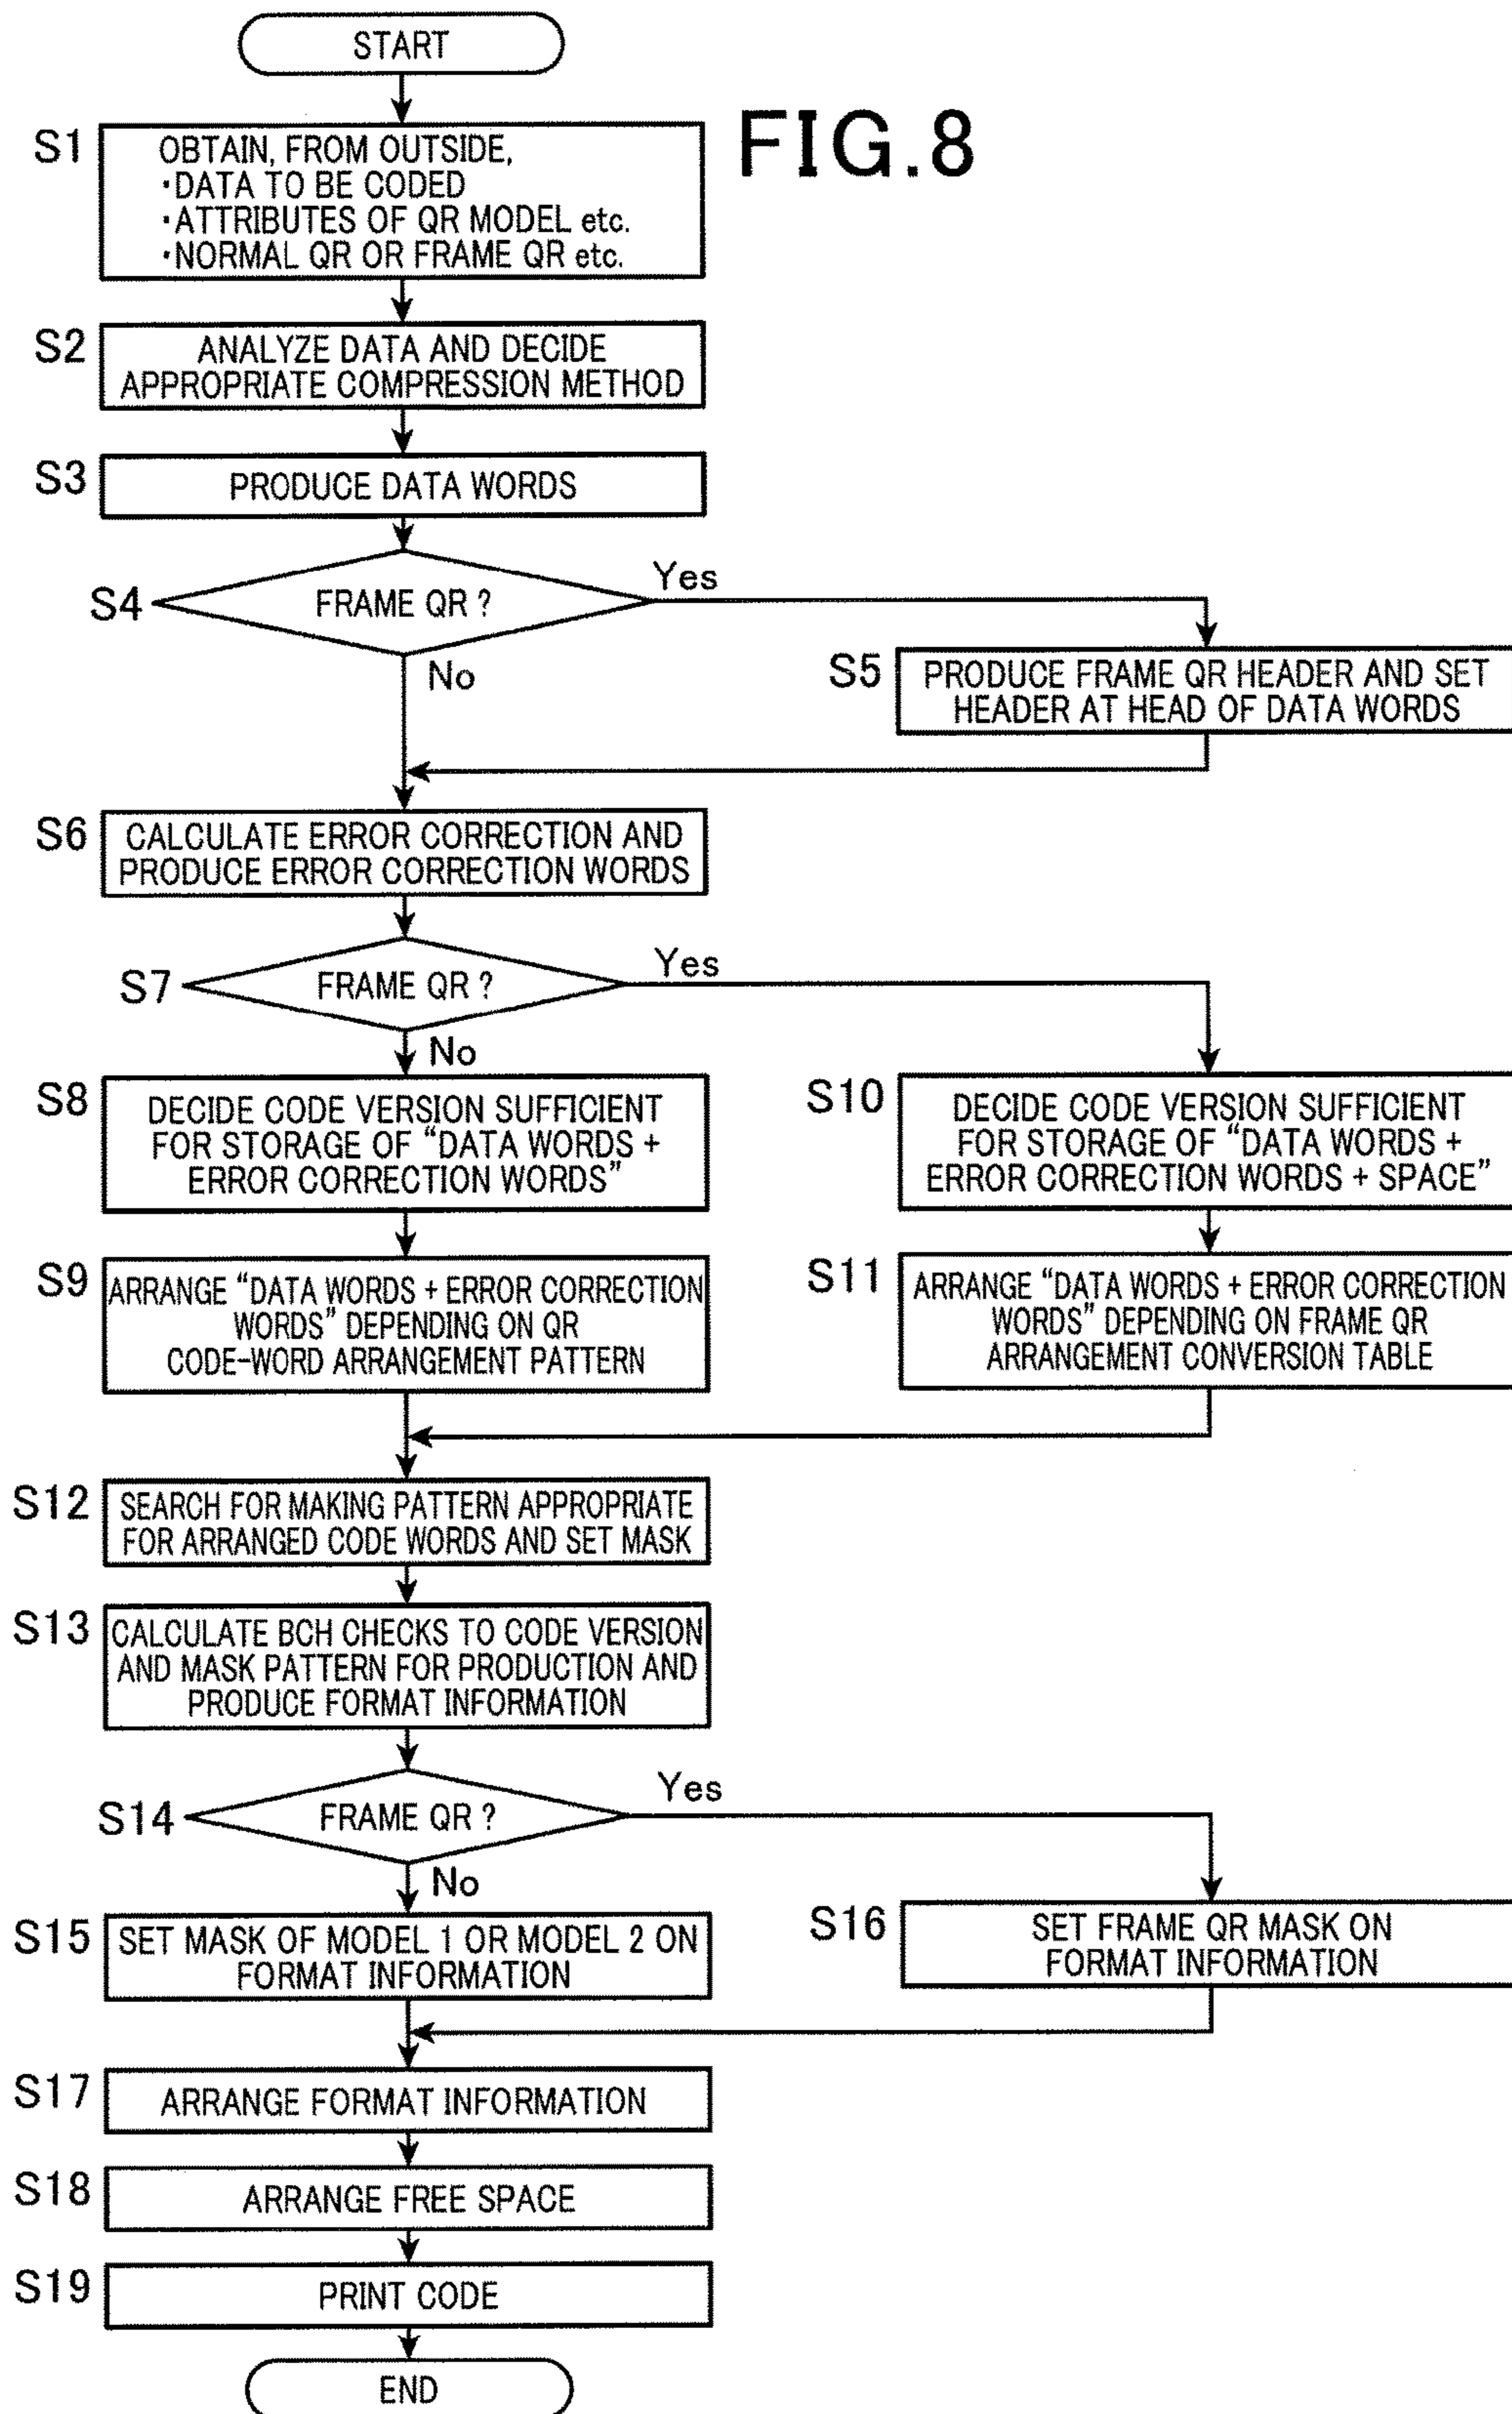 START
FIG.8
S1
OBTAIN, FROM OUTSIDE,
・DATA TO BE CODED
・ATTRIBUTES OF QR MODEL etc.
・NORMAL QR OR FRAME QR etc.
S2
ANALYZE DATA AND DECIDE
APPROPRIATE COMPRESSION METHOD
S3
PRODUCE DATA WORDS
S4
FRAME QR ?
Yes
No
S5
PRODUCE FRAME QR HEADER AND SET
HEADER AT HEAD OF DATA WORDS
S6
CALCULATE ERROR CORRECTION AND
PRODUCE ERROR CORRECTION WORDS
S7
FRAME QR ?
Yes
No
S8
DECIDE CODE VERSION SUFFICIENT
FOR STORAGE OF “DATA WORDS +
ERROR CORRECTION WORDS”
S10
DECIDE CODE VERSION SUFFICIENT
FOR STORAGE OF “DATA WORDS +
ERROR CORRECTION WORDS + SPACE”
S9
ARRANGE “DATA WORDS + ERROR CORRECTION
WORDS” DEPENDING ON QR
CODE-WORD ARRANGEMENT PATTERN
S11
ARRANGE “DATA WORDS + ERROR CORRECTION
WORDS” DEPENDING ON FRAME QR
ARRANGEMENT CONVERSION TABLE
S12
SEARCH FOR MAKING PATTERN APPROPRIATE
FOR ARRANGED CODE WORDS AND SET MASK
S13
CALCULATE BCH CHECKS TO CODE VERSION
AND MASK PATTERN FOR PRODUCTION AND
PRODUCE FORMAT INFORMATION
S14
FRAME QR ?
Yes
No
S15
SET MASK OF MODEL 1 OR MODEL 2 ON
FORMAT INFORMATION
S16
SET FRAME QR MASK ON
FORMAT INFORMATION
S17
ARRANGE FORMAT INFORMATION
S18
ARRANGE FREE SPACE
S19
PRINT CODE
END